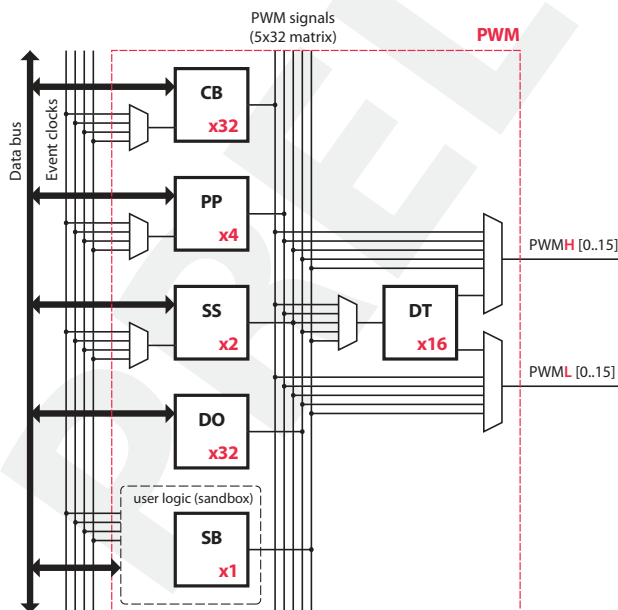 PWM signals
(5x32 matrix)
PWM
Data bus
Event clocks
CB
x32
PP
x4
PWMH [0..15]
SS
x2
DT
x16
PWML [0..15]
DO
x32
user logic (sandbox)
SB
x1
PREL